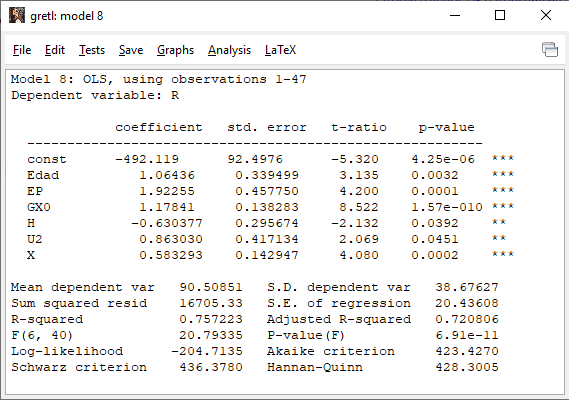 gretl: model 8
File Edit Tests Save Graphs Analysis LaTeX
Model 8: OLS, using observations 1-47
Dependent variable: R
coefficient std. error t-ratio p-value
-----------------------------------------------------------
const -492.119 92.4976 -5.320 4.25e-06 ***
Edad 1.06436 0.339499 3.135 0.0032 ***
EP 1.92255 0.457750 4.200 0.0001 ***
GX0 1.17841 0.138283 8.522 1.57e-010 ***
H -0.630377 0.295674 -2.132 0.0392 **
U2 0.863030 0.417134 2.069 0.0451 **
X 0.583293 0.142947 4.080 0.0002 ***
Mean dependent var 90.50851 S.D. dependent var 38.67627
Sum squared resid 16705.33 S.E. of regression 20.43608
R-squared 0.757223 Adjusted R-squared 0.720806
F(6, 40) 20.79335 P-value(F) 6.91e-11
Log-likelihood -204.7135 Akaike criterion 423.4270
Schwarz criterion 436.3780 Hannan-Quinn 428.3005